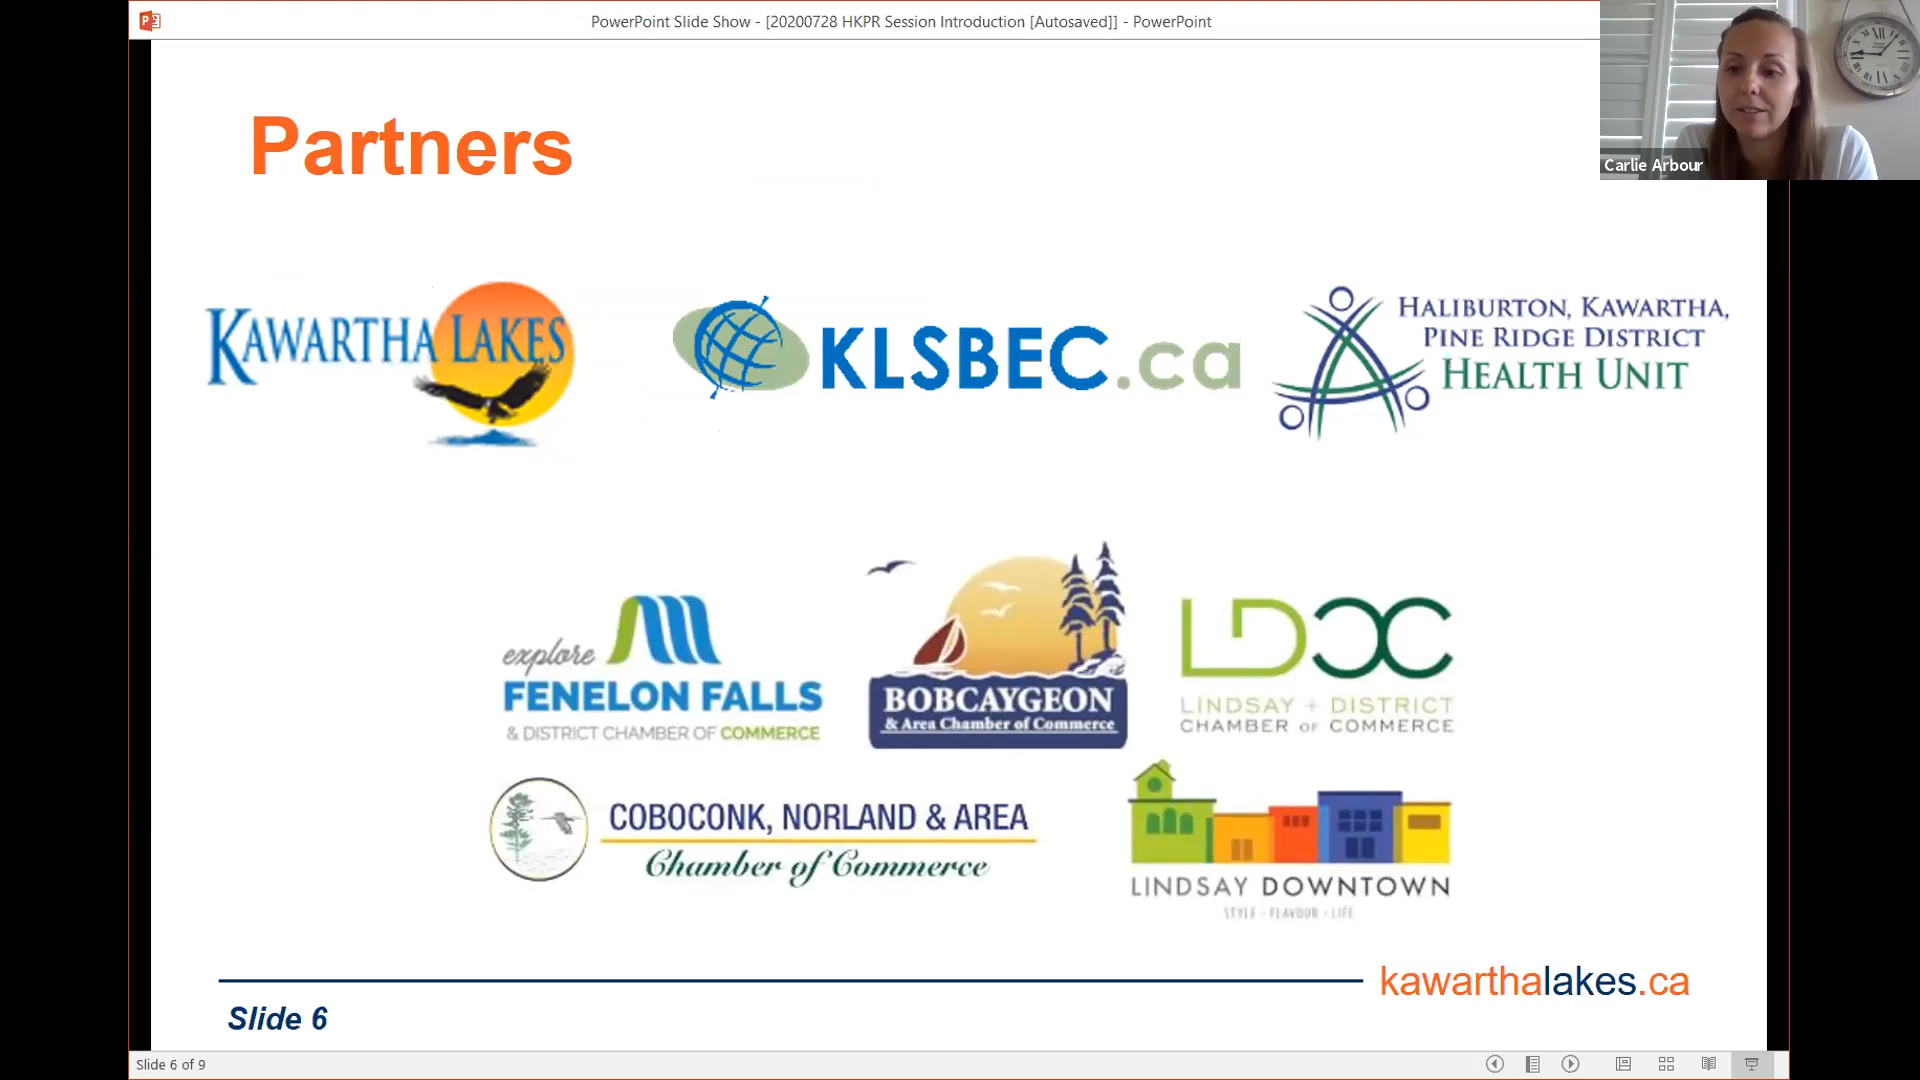 PowerPoint Slide Show - [20200728 HKPR Session Introduction [Autosaved]] - PowerPoint
Carlie Arbour
Partners
KAWARTHA LAKES
KLSBEC.ca
HALIBURTON, KAWARTHA,
PINE RIDGE DISTRICT
HEALTH UNIT
explore
FENELON FALLS
& DISTRICT CHAMBER OF COMMERCE
BOBCAYGEON
& Area Chamber of Commerce
LDCC
LINDSAY + DISTRICT
CHAMBER OF COMMERCE
COBOCONK, NORLAND & AREA
Chamber of Commerce
LINDSAY DOWNTOWN
STYLE - FLAVOUR - LIFE
kawarthalakes.ca
Slide 6
Slide 6 of 9